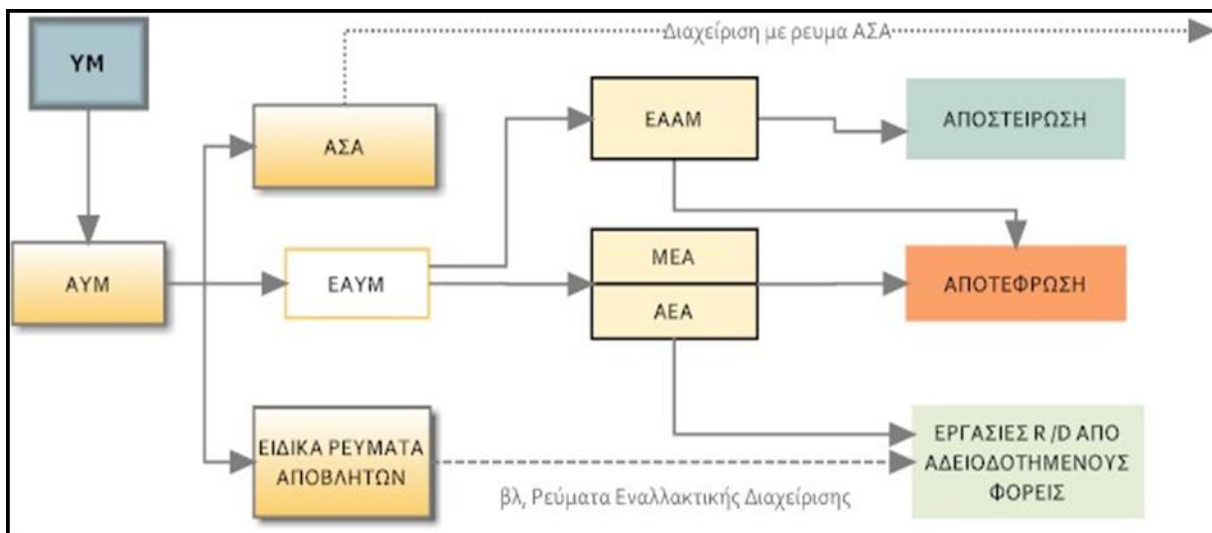 Διαχείριση με ρευμα ΑΣΑ
ΥΜ
ΑΣΑ
ΕΑΑΜ
ΑΠΟΣΤΕΙΡΩΣΗ
ΑΥΜ
ΕΑΥΜ
ΜΕΑ
ΑΕΑ
ΑΠΟΤΕΦΡΩΣΗ
ΕΙΔΙΚΑ ΡΕΥΜΑΤΑ
ΑΠΟΒΛΗΤΩΝ
ΕΡΓΑΣΙΕΣ R /D ΑΠΟ
ΑΔΕΙΟΔΟΤΗΜΕΝΟΥΣ
ΦΟΡΕΙΣ
βλ, Ρεύματα Εναλλακτικής Διαχείρισης